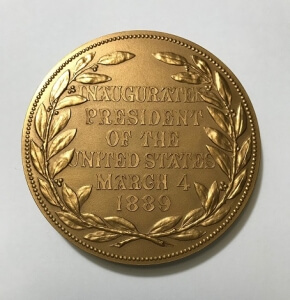 INAUGURATED
PRESIDENT
OF THE
UNITED STATES
MARCH 4
1889